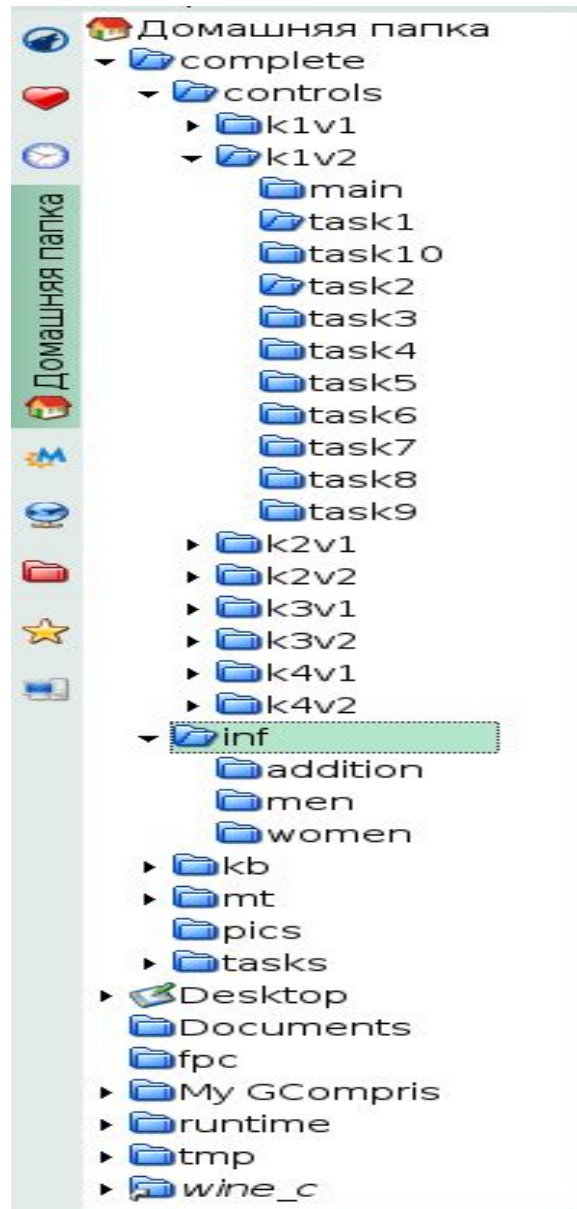 Домашняя папка
complete
controls
k1v1
k1v2
main
task1
task10
task2
task3
task4
task5
task6
task7
task8
task9
k2v1
k2v2
k3v1
k3v2
k4v1
k4v2
inf
addition
men
women
kb
mt
pics
tasks
Desktop
Documents
fpc
My GCompris
runtime
tmp
wine_c
Домашняя папка